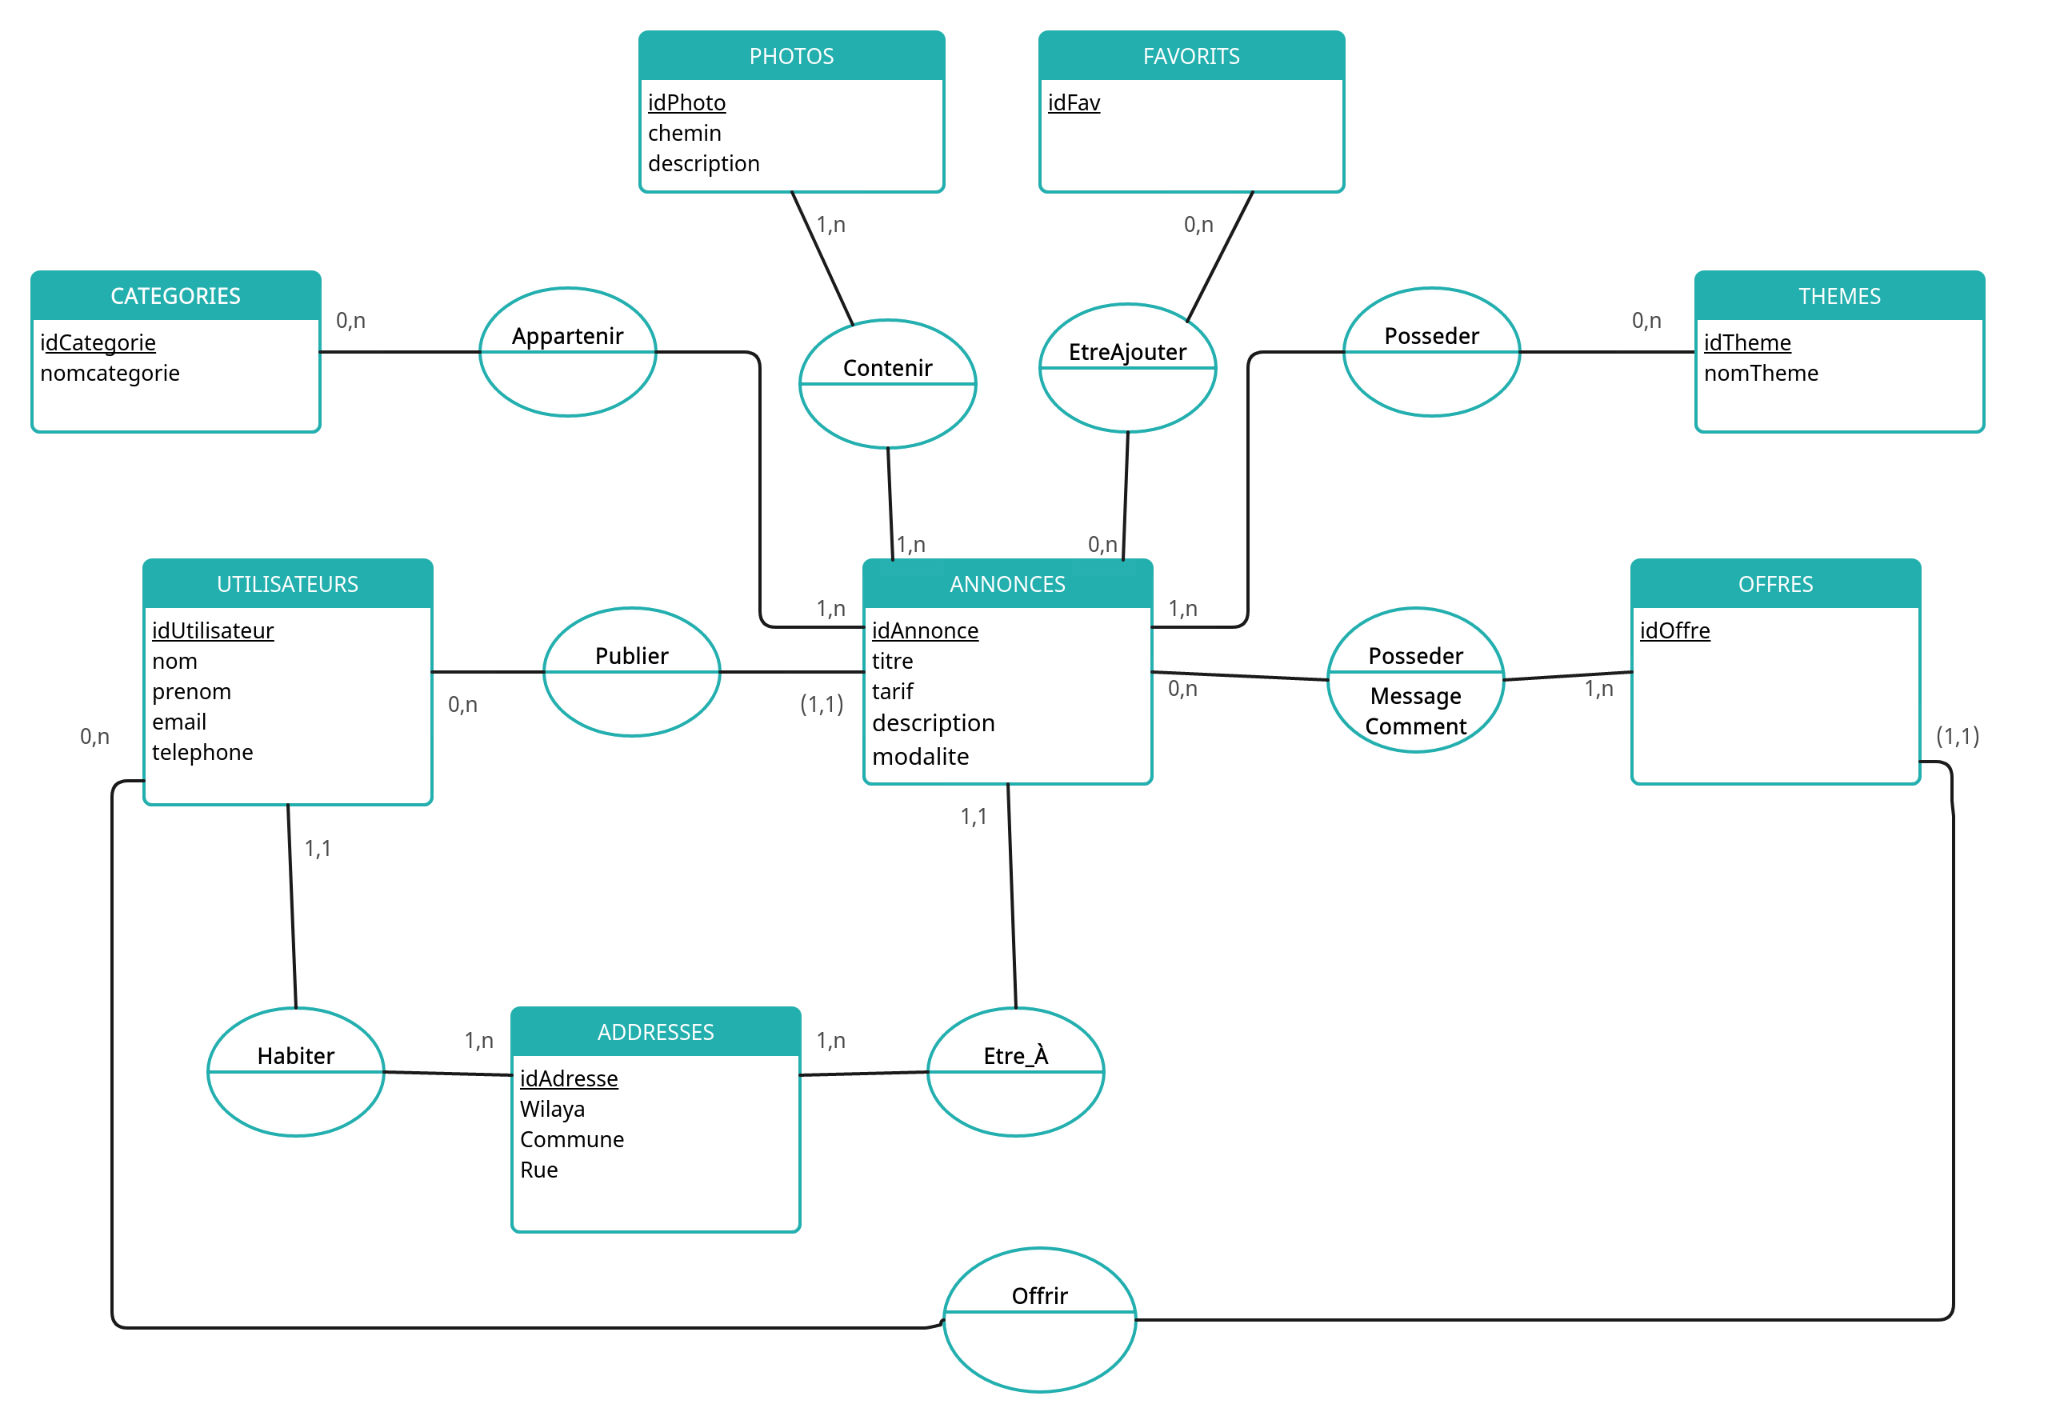 PHOTOS
idPhoto
chemin
description
FAVORITS
idFav
1,n
0,n
CATEGORIES
idCategorie
nomcategorie
0,n
Appartenir
Contenir
EtreAjouter
Posseder
0,n
THEMES
idTheme
nomTheme
1,n
0,n
UTILISATEURS
idUtilisateur
nom
prenom
email
telephone
0,n
0,n
Publier
(1,1)
1,n
ANNONCES
idAnnonce
titre
tarif
description
modalite
1,n
0,n
Posseder
Message
Comment
1,n
OFFRES
idOffre
(1,1)
1,1
1,1
Habiter
1,n
ADDRESSES
idAdresse
Wilaya
Commune
Rue
1,n
Etre_À
Offrir